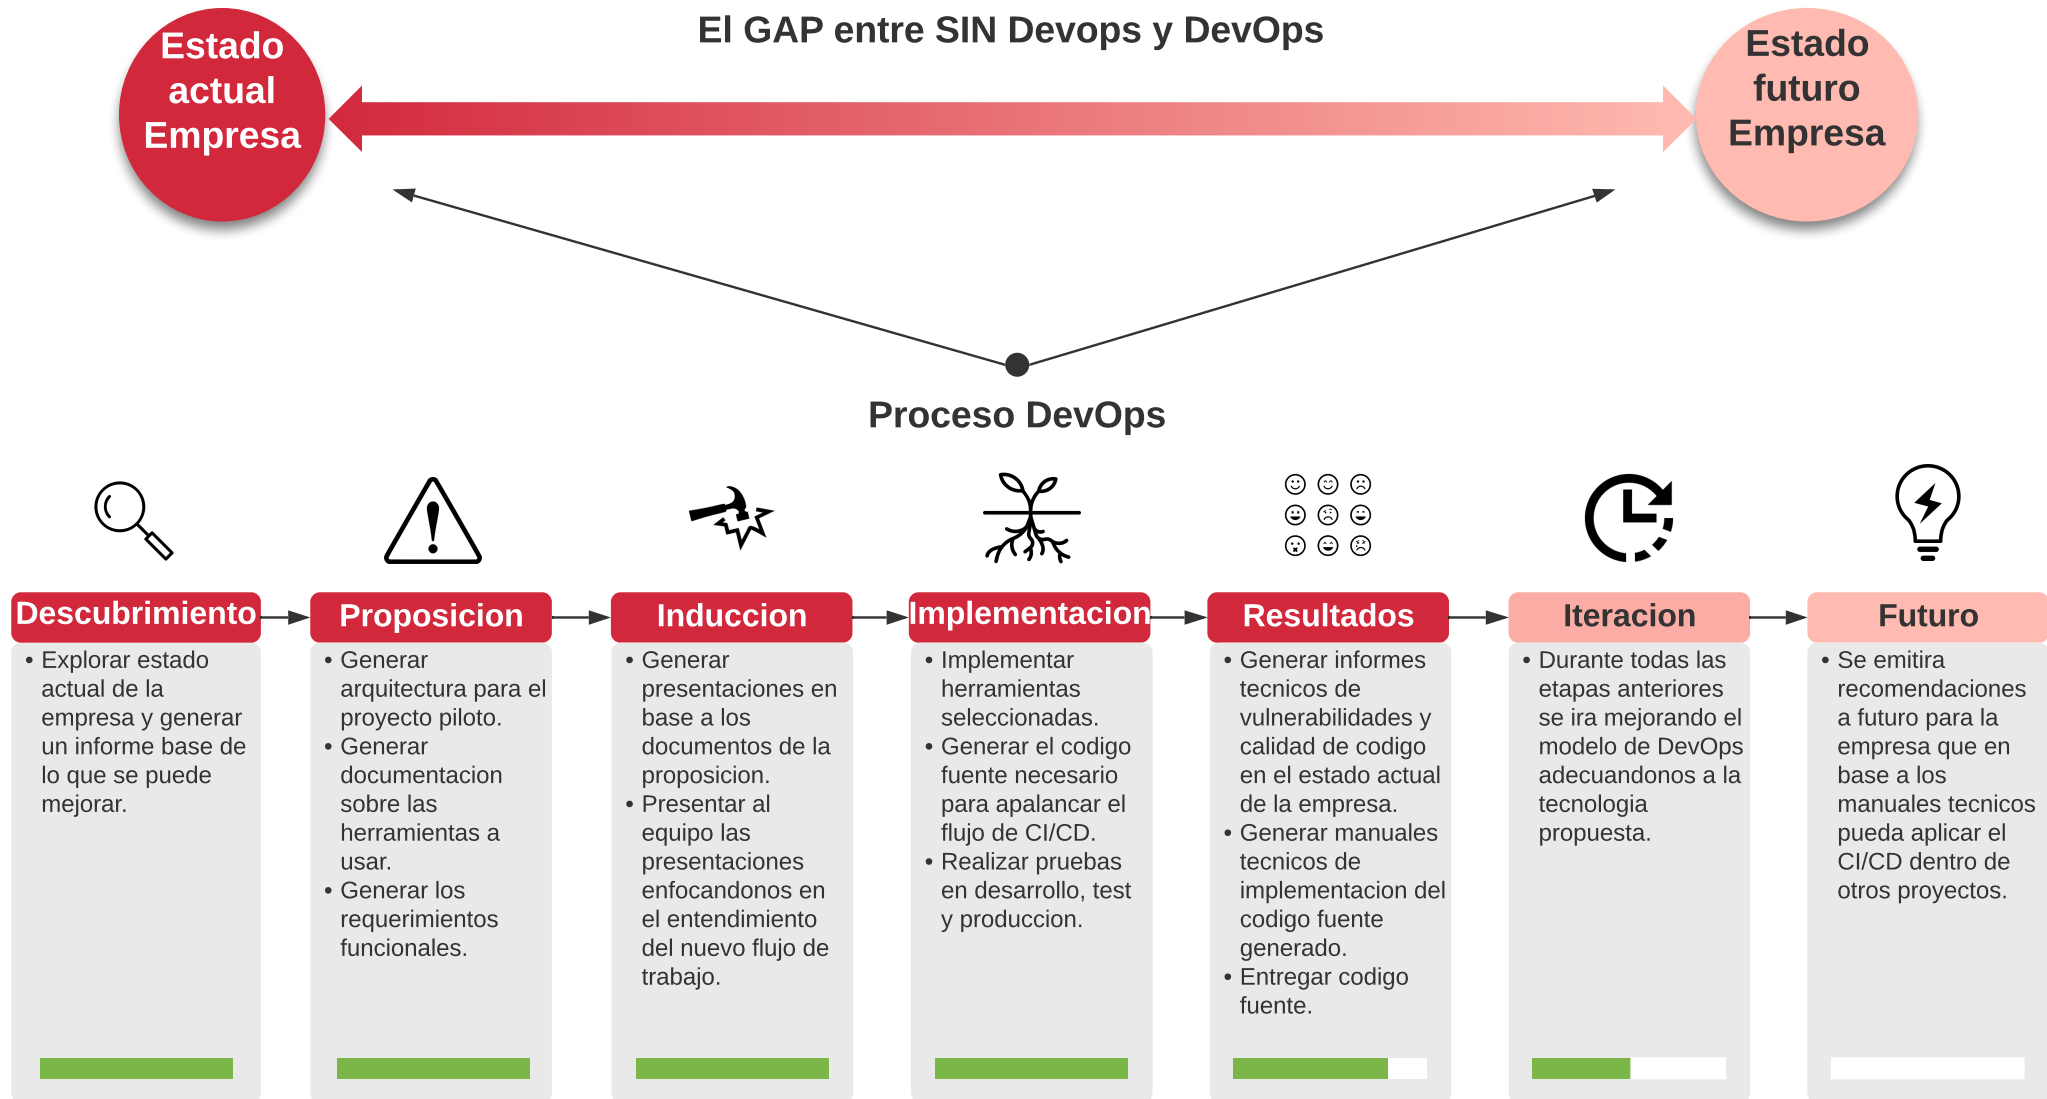 El GAP entre SIN Devops y DevOps
Estado
actual
Empresa
Estado
futuro
Empresa
Proceso DevOps
Descubrimiento
• Explorar estado
actual de la
empresa y generar
un informe base de
lo que se puede
mejorar.
Proposicion
• Generar
arquitectura para el
proyecto piloto.
• Generar
documentacion
sobre las
herramientas a
usar.
• Generar los
requerimientos
funcionales.
Induccion
• Generar
presentaciones en
base a los
documentos de la
proposicion.
• Presentar al
equipo las
presentaciones
enfocandonos en
el entendimiento
del nuevo flujo de
trabajo.
Implementacion
• Implementar
herramientas
seleccionadas.
• Generar el codigo
fuente necesario
para apalancar el
flujo de CI/CD.
• Realizar pruebas
en desarrollo, test
y produccion.
Resultados
• Generar informes
tecnicos de
vulnerabilidades y
calidad de codigo
en el estado actual
de la empresa.
• Generar manuales
tecnicos de
implementacion del
codigo fuente
generado.
• Entregar codigo
fuente.
Iteracion
• Durante todas las
etapas anteriores
se ira mejorando el
modelo de DevOps
adecuandonos a la
tecnologia
propuesta.
Futuro
• Se emitira
recomendaciones
a futuro para la
empresa que en
base a los
manuales tecnicos
pueda aplicar el
CI/CD dentro de
otros proyectos.